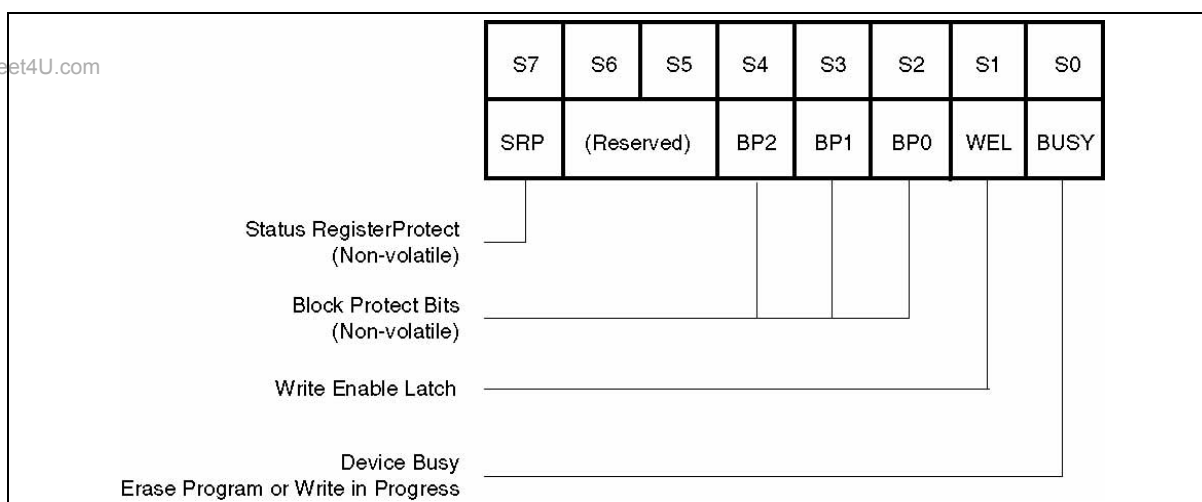 eet4U.com
S7 S6 S5 S4 S3 S2 S1 S0
SRP (Reserved) BP2 BP1 BP0 WEL BUSY
Status RegisterProtect
(Non-volatile)
Block Protect Bits
(Non-volatile)
Write Enable Latch
Device Busy
Erase Program or Write in Progress